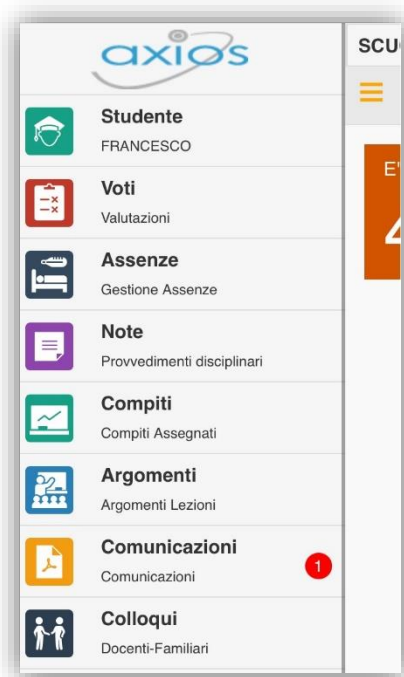 axios
SCU
Studente
FRANCESCO
E'
4
Voti
Valutazioni
Assenze
Gestione Assenze
Note
Provvedimenti disciplinari
Compiti
Compiti Assegnati
Argomenti
Argomenti Lezioni
Comunicazioni
Comunicazioni
1
Colloqui
Docenti-Familiari